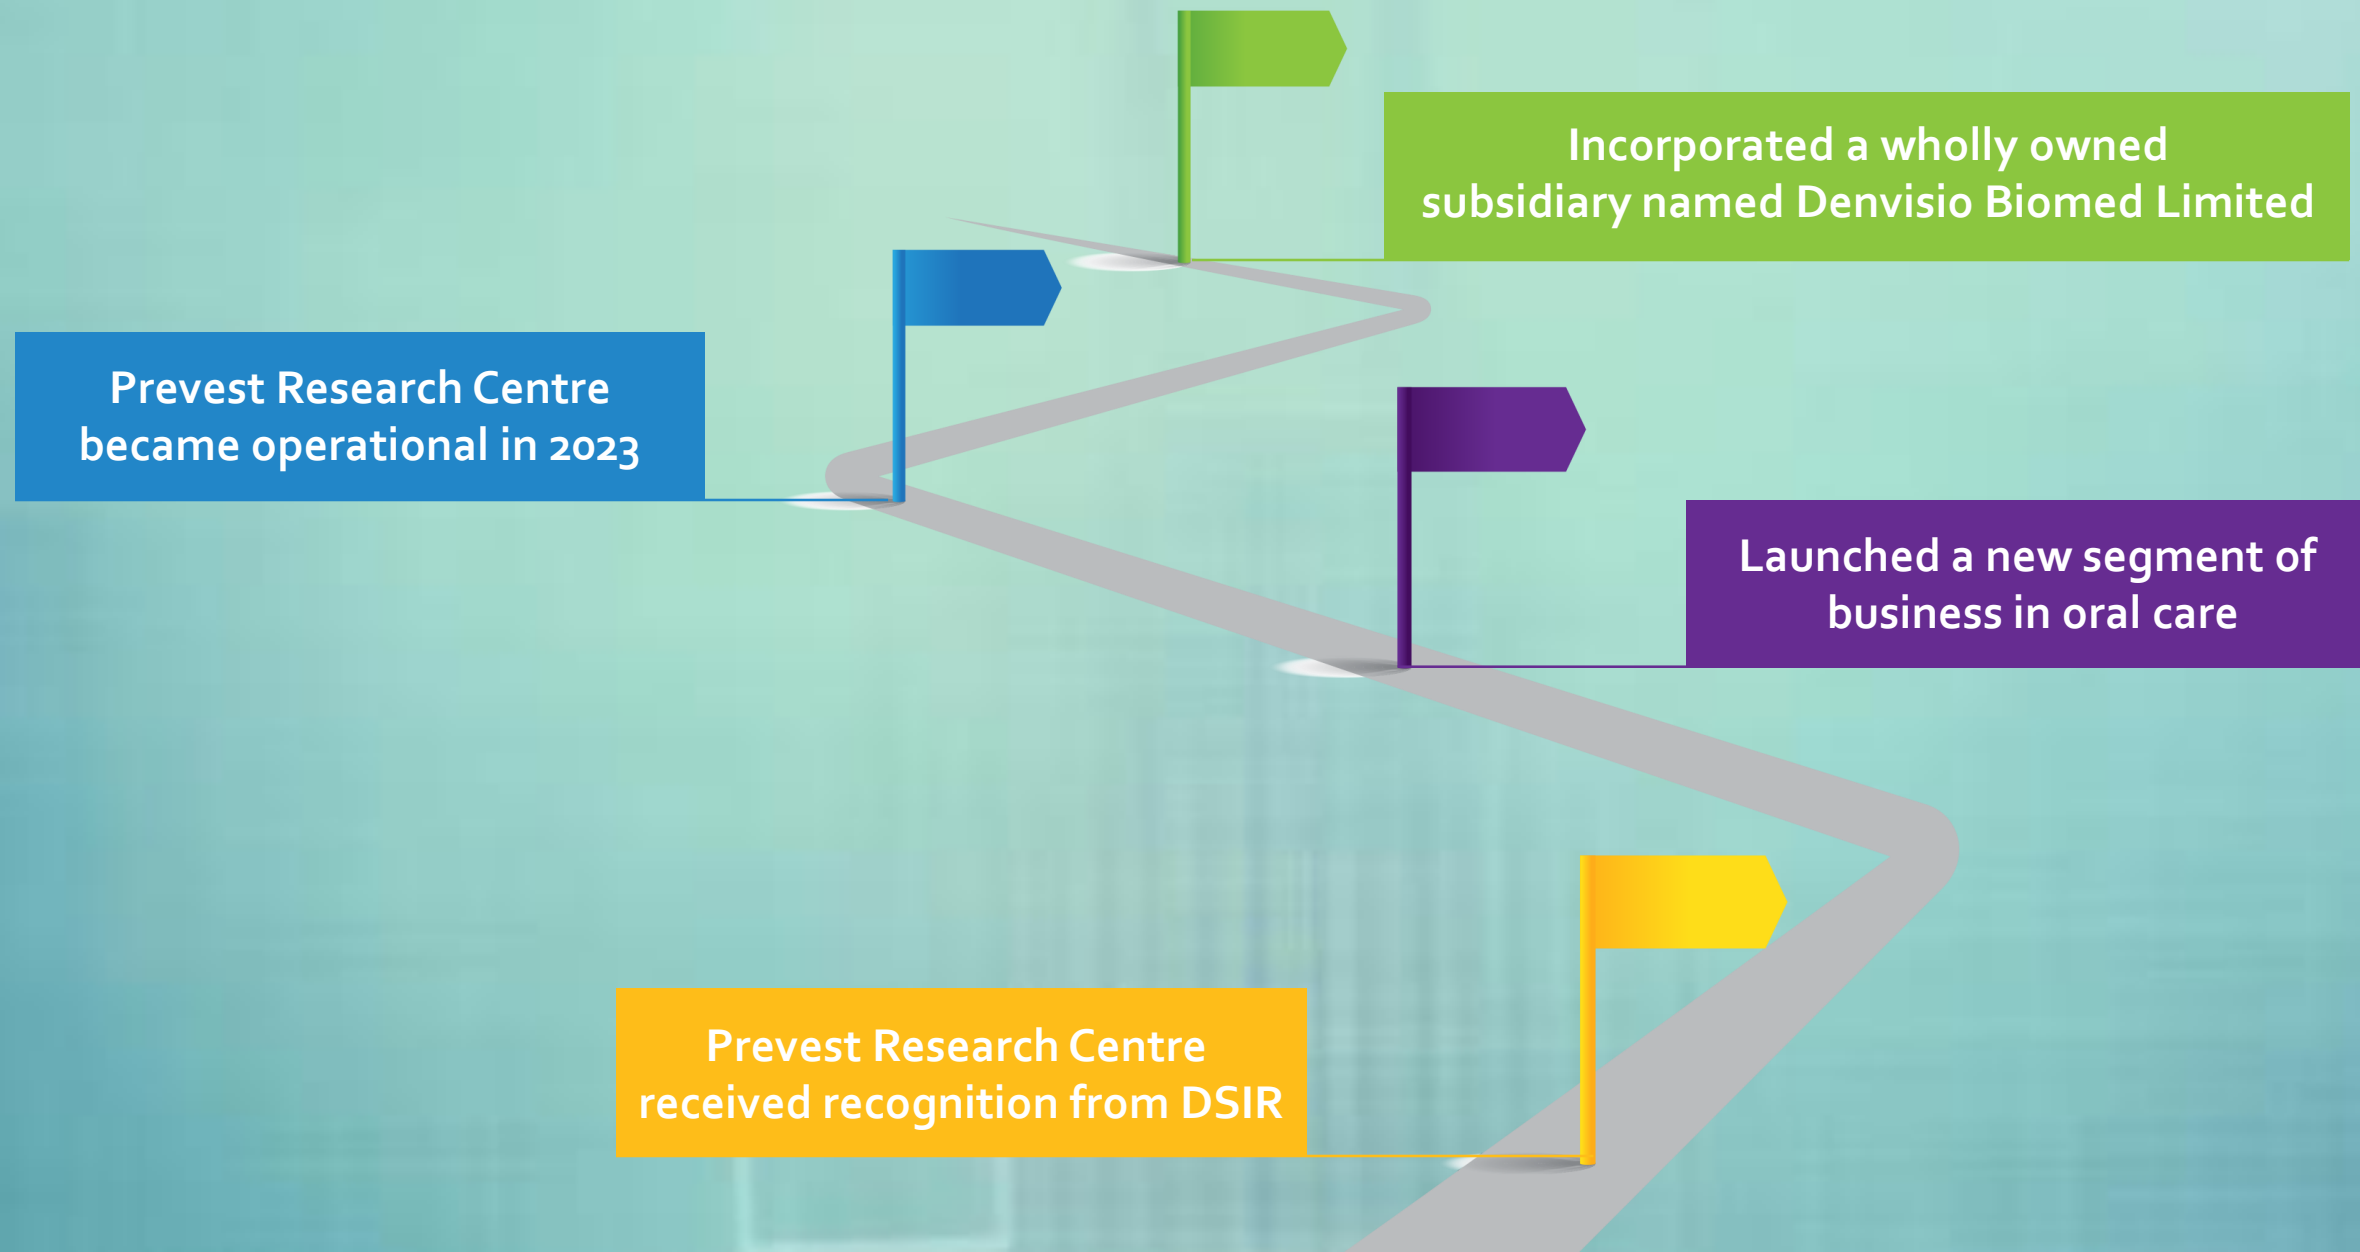 Incorporated a wholly owned
subsidiary named Denvisio Biomed Limited
Prevest Research Centre
became operational in 2023
Launched a new segment of
business in oral care
Prevest Research Centre
received recognition from DSIR